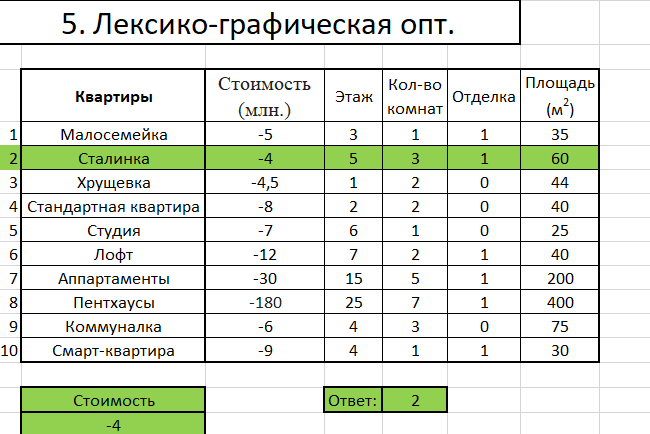 5. Лексико-графическая опт.
Квартиры Стоимость (млн.) Этаж Кол-во комнат Отделка Площадь (м²)
1 Малосемейка -5 3 1 1 35
2 Сталинка -4 5 3 1 60
3 Хрущевка -4,5 1 2 0 44
4 Стандартная квартира -8 2 2 0 40
5 Студия -7 6 1 0 25
6 Лофт -12 7 2 1 40
7 Аппартаменты -30 15 5 1 200
8 Пентхаусы -180 25 7 1 400
9 Коммуналка -6 4 3 0 75
10 Смарт-квартира -9 4 1 1 30
Стоимость Ответ: 2
-4